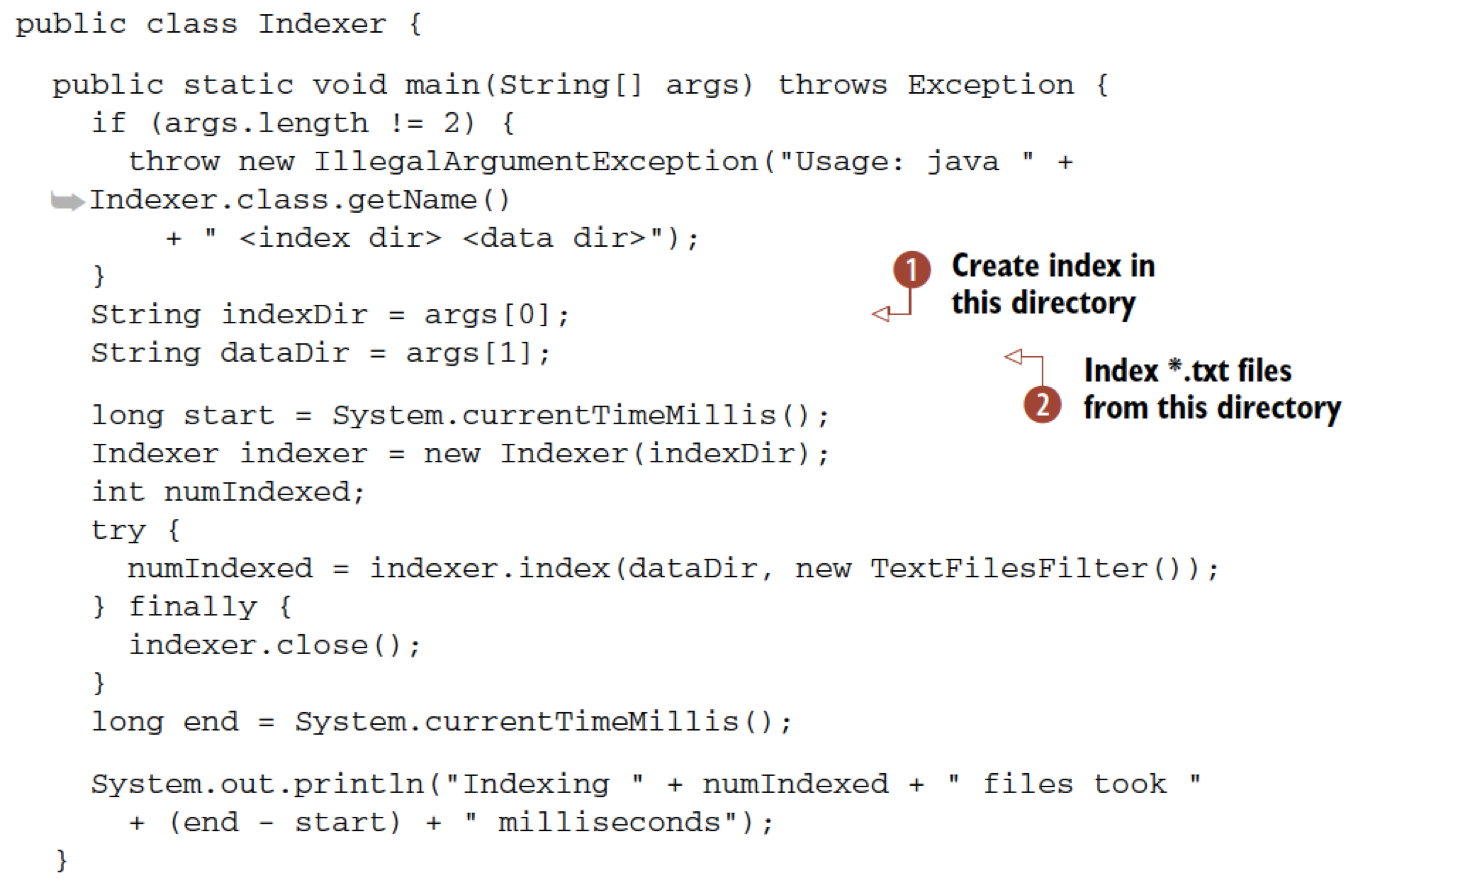 public class Indexer {
public static void main(String[] args) throws Exception {
if (args.length != 2) {
throw new IllegalArgumentException("Usage: java " +
Indexer.class.getName()
+ " <index dir> <data dir>");
}
String indexDir = args[0];
String dataDir = args[1];
1 Create index in
this directory
2 Index *.txt files
from this directory
long start = System.currentTimeMillis();
Indexer indexer = new Indexer(indexDir);
int numIndexed;
try {
numIndexed = indexer.index(dataDir, new TextFilesFilter());
} finally {
indexer.close();
}
long end = System.currentTimeMillis();
System.out.println("Indexing " + numIndexed + " files took "
+ (end - start) + " milliseconds");
}